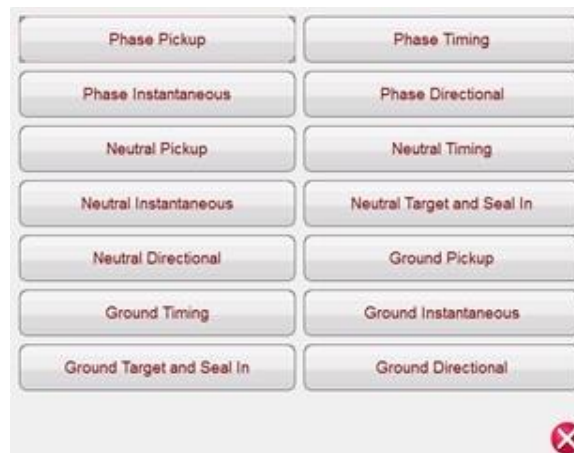 Phase Pickup
Phase Timing
Phase Instantaneous
Phase Directional
Neutral Pickup
Neutral Timing
Neutral Instantaneous
Neutral Target and Seal In
Neutral Directional
Ground Pickup
Ground Timing
Ground Instantaneous
Ground Target and Seal In
Ground Directional